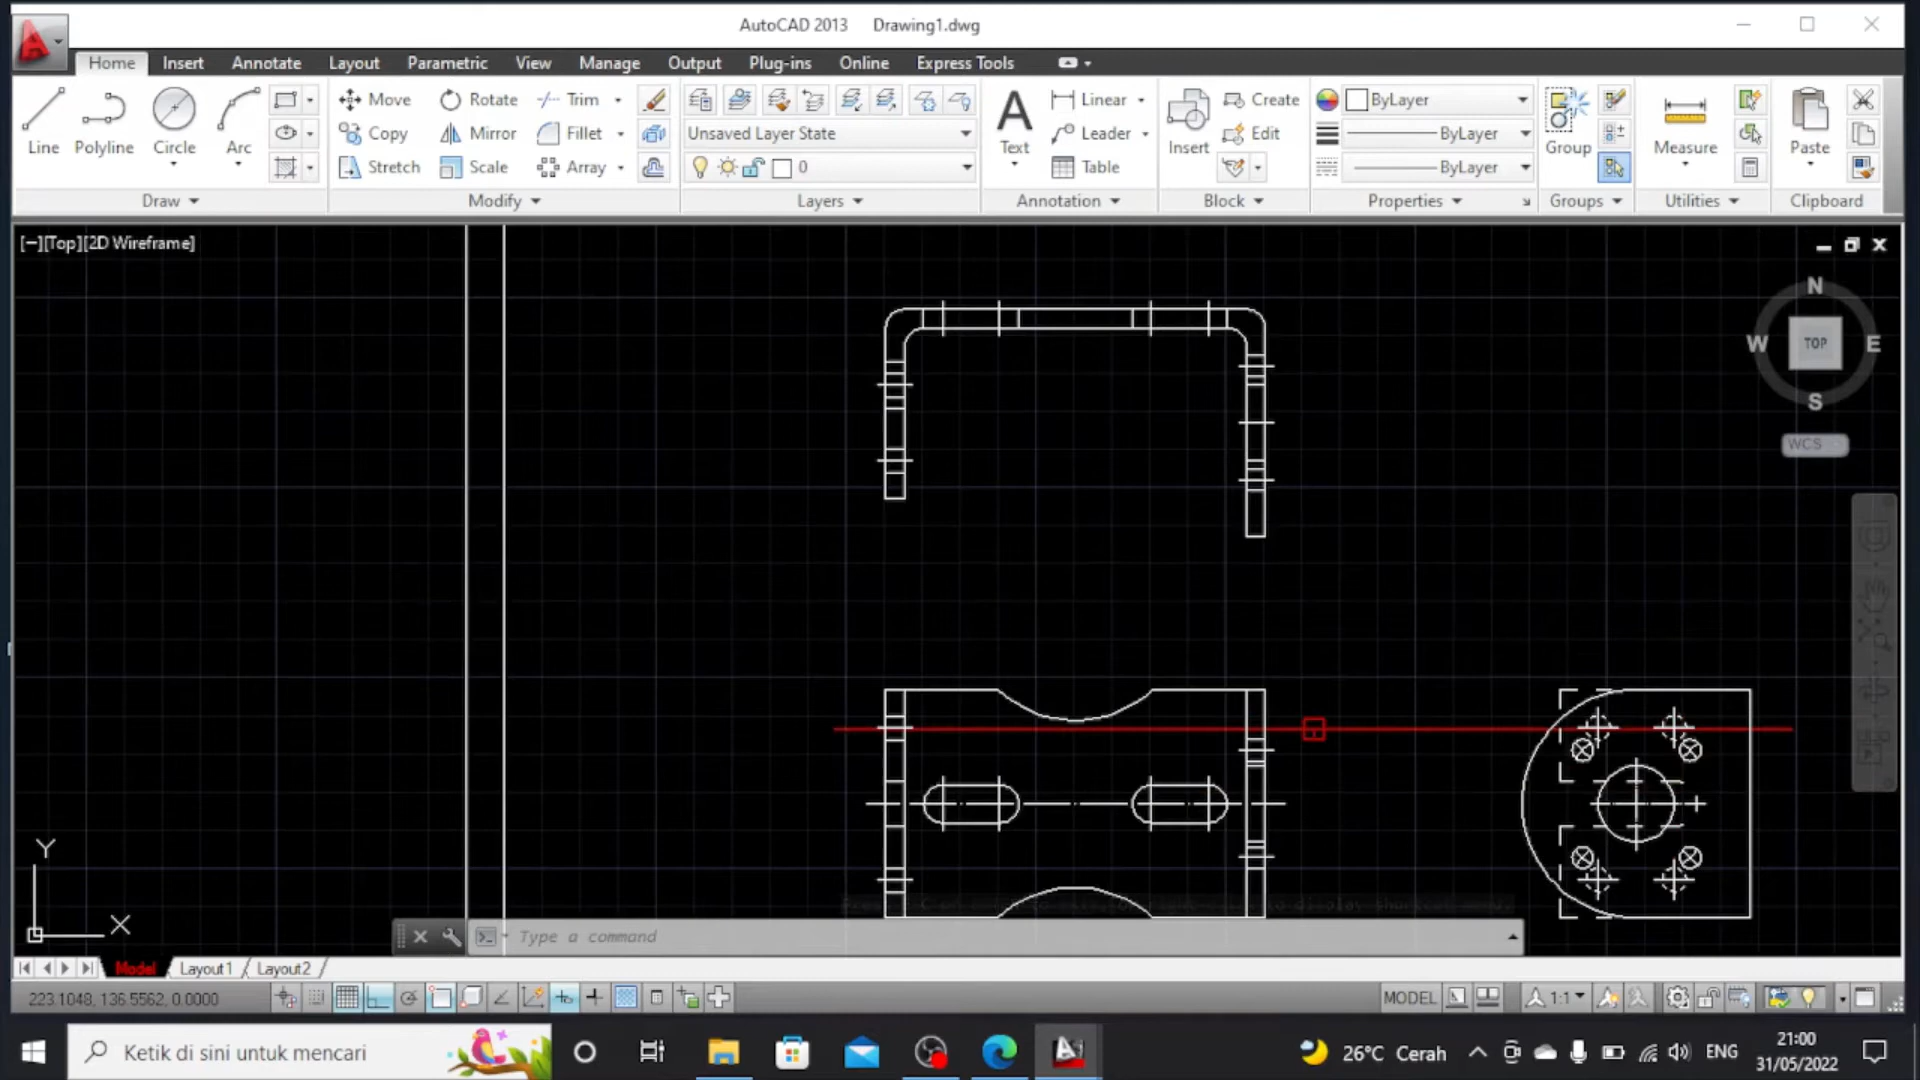 AutoCAD 2013 Drawing1.dwg
Home Insert Annotate Layout Parametric View Manage Output Plug-ins Online Express Tools
Line Polyline Circle Arc
Move Rotate Trim
Copy Mirror Fillet
Stretch Scale Array
Unsaved Layer State
0
Text Linear
Leader
Table
Insert Create
Edit
ByLayer
ByLayer
ByLayer
Group Measure Paste
Draw Modify Layers Annotation Block Properties Groups Utilities Clipboard
[−][Top][2D Wireframe]
N
W TOP E
S
WCS
Y
X
Type a command
Model Layout1 Layout2
223.1048, 136.5562, 0.0000
MODEL 1:1
Ketik di sini untuk mencari
26°C Cerah
ENG
21:00
31/05/2022